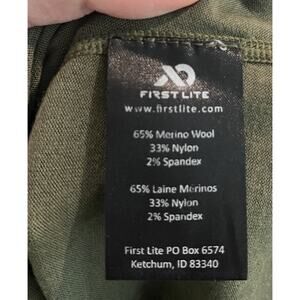 FIRST LITE
www.firstlite.com
65% Merino Wool
33% Nylon
2% Spandex
65% Laine Merinos
33% Nylon
2% Spandex
First Lite PO Box 6574
Ketchum, ID 83340